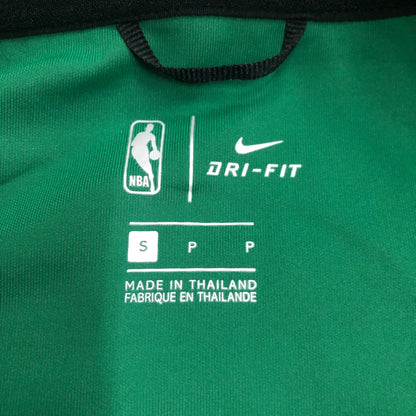 NBA
DRI-FIT
S P P
MADE IN THAILAND
FABRIQUE EN THAILANDE